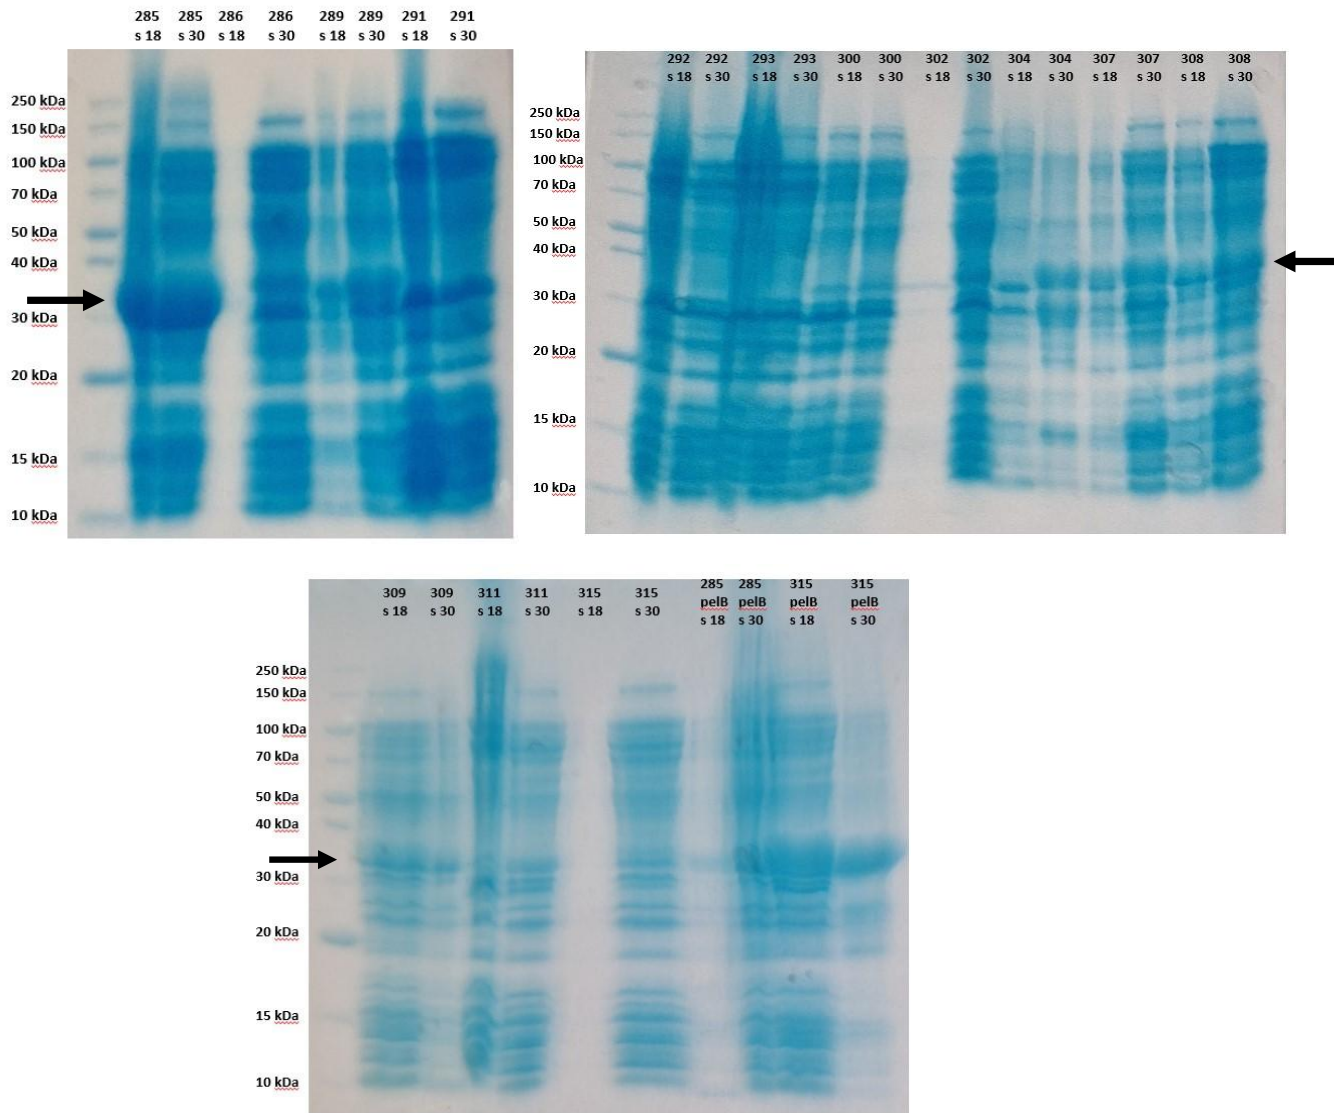 285 285 286 286 289 289 291 291
s 18 s 30 s 18 s 30 s 18 s 30 s 18 s 30
250 kDa
150 kDa
100 kDa
70 kDa
50 kDa
40 kDa
30 kDa
20 kDa
15 kDa
10 kDa
292 292 293 293 300 300 302 302 304 304 307 307 308 308
s 18 s 30 s 18 s 30 s 18 s 30 s 18 s 30 s 18 s 30 s 18 s 30 s 18 s 30
250 kDa
150 kDa
100 kDa
70 kDa
50 kDa
40 kDa
30 kDa
20 kDa
15 kDa
10 kDa
309 309 311 311 315 315 285 285 315 315
pelB pelB pelB pelB
s 18 s 30 s 18 s 30 s 18 s 30 s 18 s 30 s 18 s 30
250 kDa
150 kDa
100 kDa
70 kDa
50 kDa
40 kDa
30 kDa
20 kDa
15 kDa
10 kDa